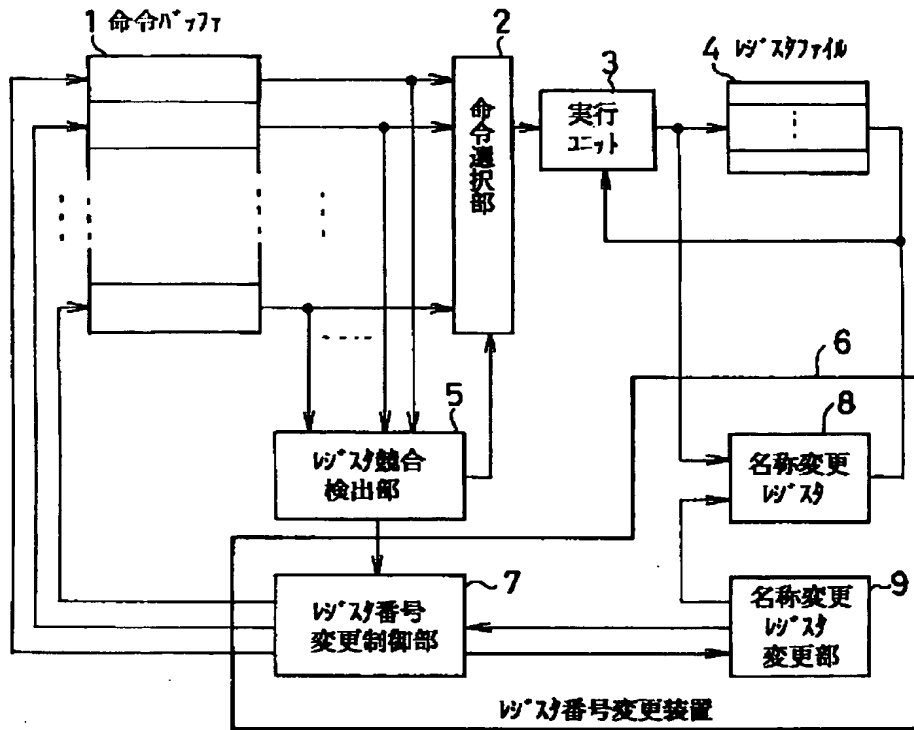 1 命令ﾊﾞｯﾌｧ
2
命令選択部
3
実行
ﾕﾆｯﾄ
4 ﾚｼﾞｽﾀﾌｧｲﾙ
5
ﾚｼﾞｽﾀ競合
検出部
6
8
名称変更
ﾚｼﾞｽﾀ
7
ﾚｼﾞｽﾀ番号
変更制御部
9
名称変更
ﾚｼﾞｽﾀ
変更部
ﾚｼﾞｽﾀ番号変更装置